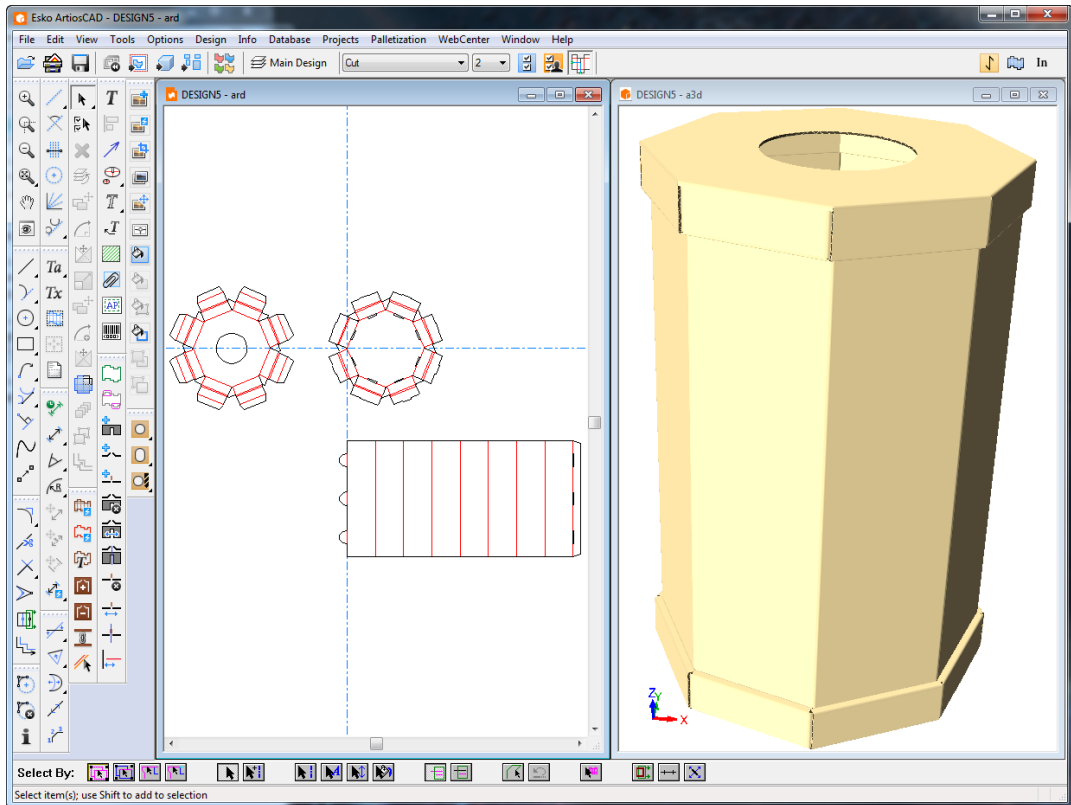 Esko ArtiosCAD - DESIGN5 - ard
File Edit View Tools Options Design Info Database Projects Palletization WebCenter Window Help
Main Design Cut 2 In
DESIGN5 - ard
DESIGN5 - a3d
T
T
T
Ta
Tx
AF
R
T
Z
Y
X
Select By:
Select item(s); use Shift to add to selection